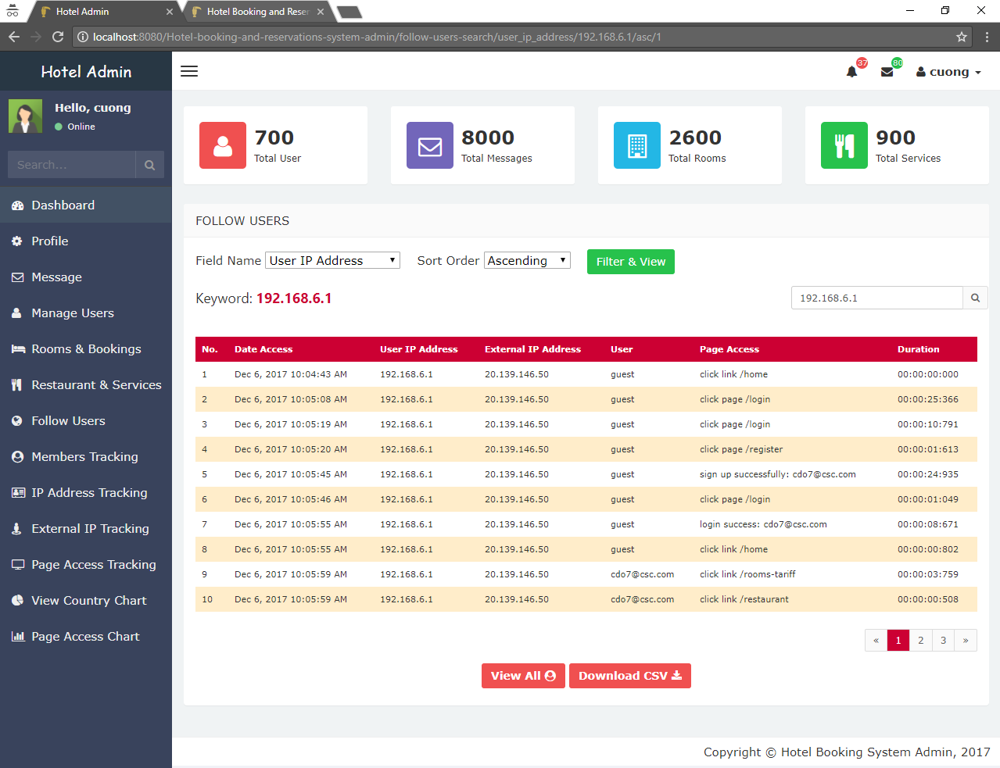 Hotel Admin
Hotel Booking and Reser
localhost:8080/Hotel-booking-and-reservations-system-admin/follow-users-search/user_ip_address/192.168.6.1/asc/1
Hotel Admin
37
80
cuong
Hello, cuong
Online
Search...
Dashboard
Profile
Message
Manage Users
Rooms & Bookings
Restaurant & Services
Follow Users
Members Tracking
IP Address Tracking
External IP Tracking
Page Access Tracking
View Country Chart
Page Access Chart
700
Total User
8000
Total Messages
2600
Total Rooms
900
Total Services
FOLLOW USERS
Field Name User IP Address Sort Order Ascending Filter & View
Keyword: 192.168.6.1 192.168.6.1
No. Date Access User IP Address External IP Address User Page Access Duration
1 Dec 6, 2017 10:04:43 AM 192.168.6.1 20.139.146.50 guest click link /home 00:00:00:000
2 Dec 6, 2017 10:05:08 AM 192.168.6.1 20.139.146.50 guest click page /login 00:00:25:366
3 Dec 6, 2017 10:05:19 AM 192.168.6.1 20.139.146.50 guest click page /login 00:00:10:791
4 Dec 6, 2017 10:05:20 AM 192.168.6.1 20.139.146.50 guest click page /register 00:00:01:613
5 Dec 6, 2017 10:05:45 AM 192.168.6.1 20.139.146.50 guest sign up successfully: cdo7@csc.com 00:00:24:935
6 Dec 6, 2017 10:05:46 AM 192.168.6.1 20.139.146.50 guest click page /login 00:00:01:049
7 Dec 6, 2017 10:05:55 AM 192.168.6.1 20.139.146.50 guest login success: cdo7@csc.com 00:00:08:671
8 Dec 6, 2017 10:05:55 AM 192.168.6.1 20.139.146.50 guest click link /home 00:00:00:802
9 Dec 6, 2017 10:05:59 AM 192.168.6.1 20.139.146.50 cdo7@csc.com click link /rooms-tariff 00:00:03:759
10 Dec 6, 2017 10:05:59 AM 192.168.6.1 20.139.146.50 cdo7@csc.com click link /restaurant 00:00:00:508
« 1 2 3 »
View All Download CSV
Copyright © Hotel Booking System Admin, 2017